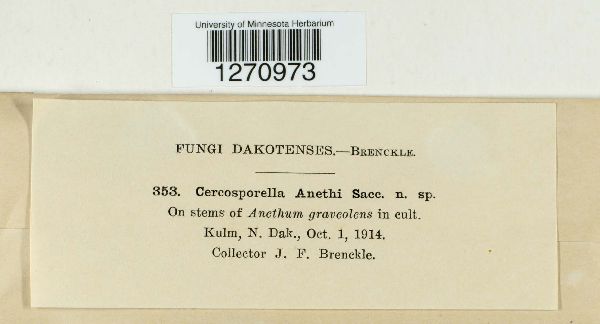 University of Minnesota Herbarium
1270973
FUNGI DAKOTENSES.—BRENCKLE.
353. Cercosporella Anethi Sacc. n. sp.
On stems of Anethum graveolens in cult.
Kulm, N. Dak., Oct. 1, 1914.
Collector J. F. Brenckle.